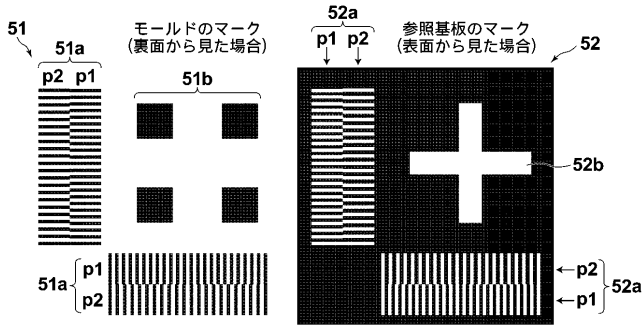 51
51a
p2 p1
モールドのマーク
(裏面から見た場合)
51b
51a
p1
p2
52a
p1 p2
参照基板のマーク
(表面から見た場合)
52
52b
p2
p1
52a